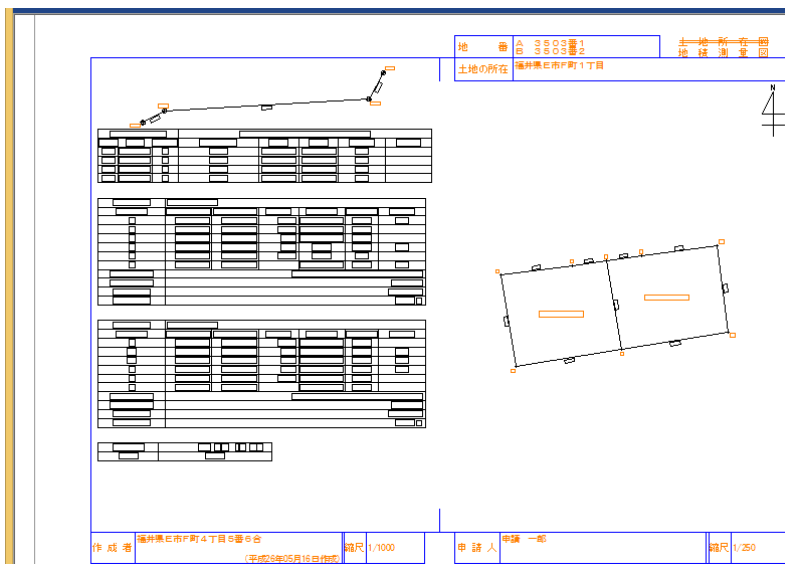 地 番
A 3503番1
B 3503番2
土 地 所 在 図
地 積 測 量 図
土地の所在
福井県E市F町1丁目
N
作 成 者
福井県E市F町4丁目5番6合
(平成26年05月16日作成)
縮尺 1/1000
申 請 人
申請 一郎
縮尺 1/250